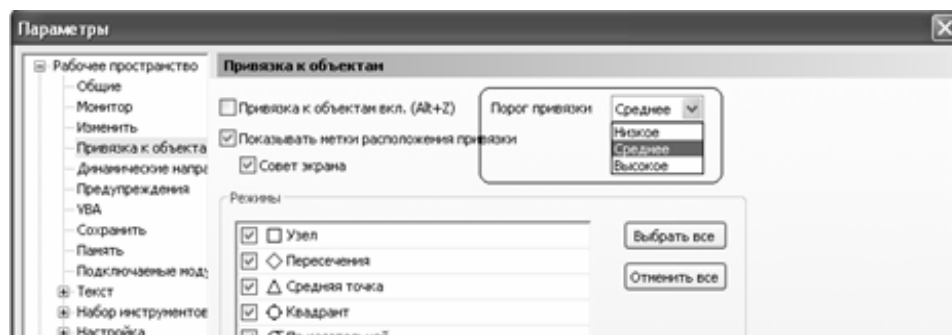 Параметры
Рабочее пространство
Общие
Монитор
Изменить
Привязка к объекта
Динамические напра
Предупреждения
VBA
Сохранить
Память
Подключаемые мод
Текст
Набор инструментов
Настройка
Привязка к объектам
Привязка к объектам вкл. (Alt+Z)
Порог привязки
Среднее
Низкое
Среднее
Высокое
Показывать метки расположения привязки
Совет экрана
Режимы
Узел
Пересечения
Средняя точка
Квадрант
Выбрать все
Отменить все